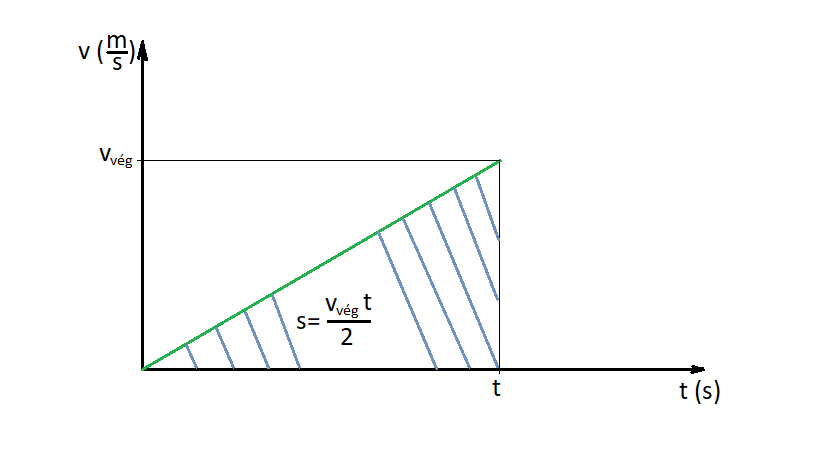 v (m/s)
vvég
s= vvég t / 2
t
t (s)